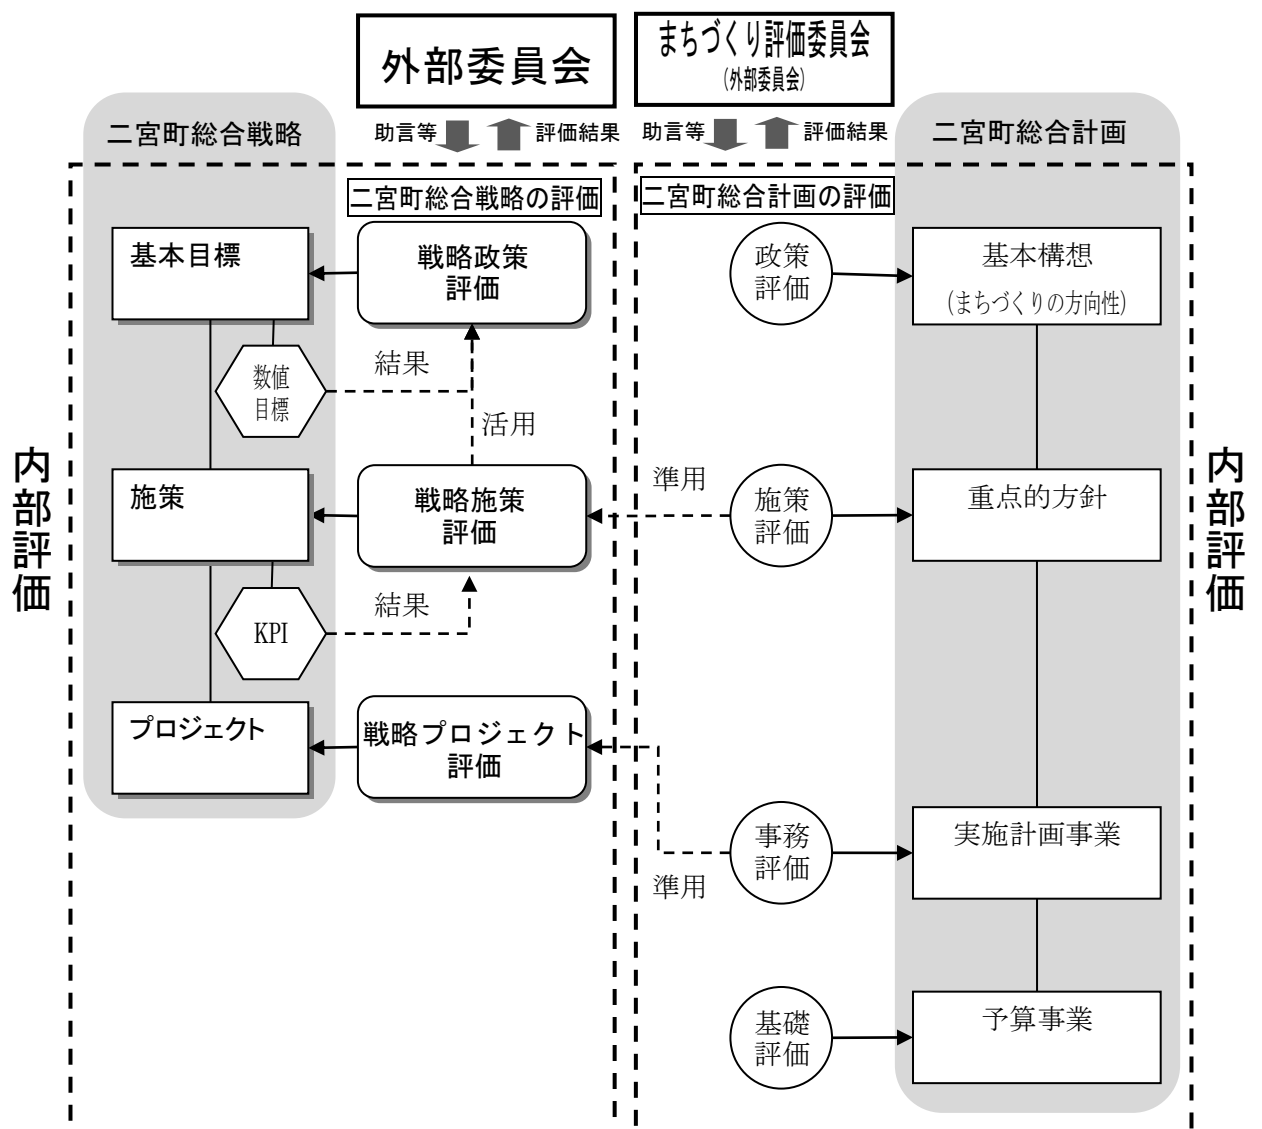 外部委員会
まちづくり評価委員会
(外部委員会)
二宮町総合戦略
助言等
評価結果
助言等
評価結果
二宮町総合計画
二宮町総合戦略の評価
二宮町総合計画の評価
基本目標
戦略政策
評価
政策
評価
基本構想
(まちづくりの方向性)
数値
目標
結果
活用
内部評価
施策
戦略施策
評価
準用
施策
評価
重点的方針
内部評価
KPI
結果
プロジェクト
戦略プロジェクト
評価
準用
事務
評価
実施計画事業
基礎
評価
予算事業